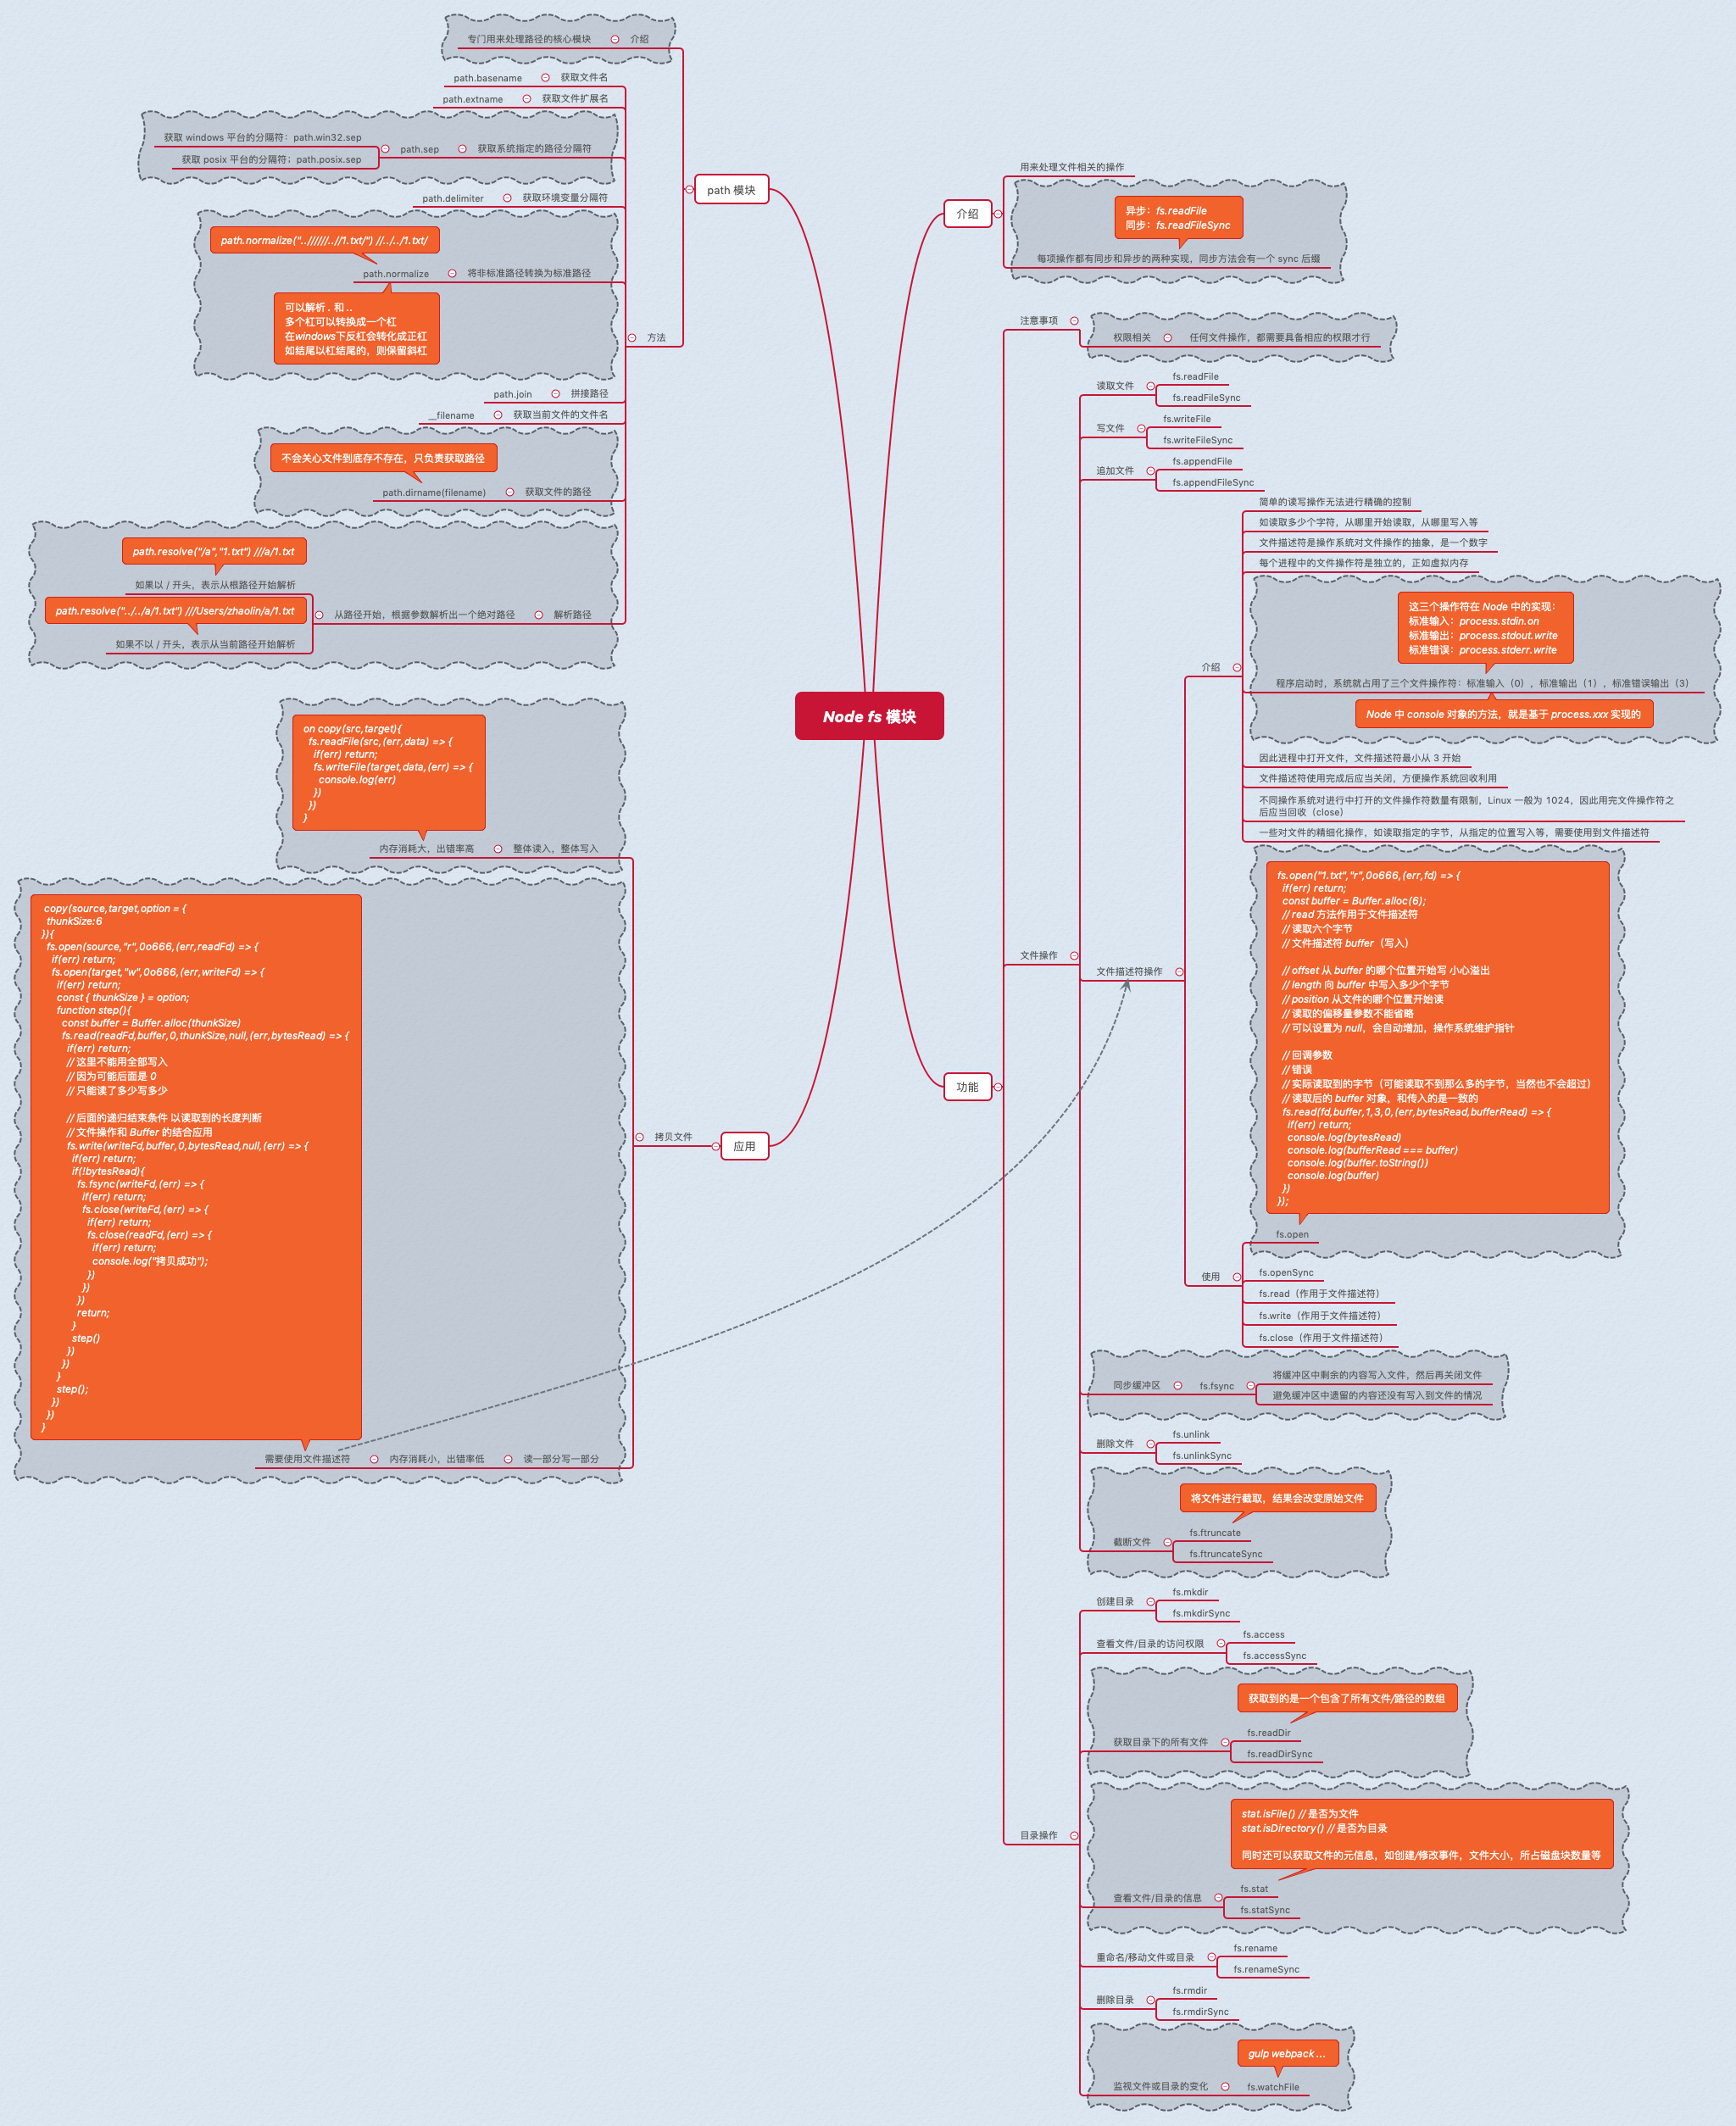 Node fs 模块
介绍
用来处理文件相关的操作
异步：fs.readFile
同步：fs.readFileSync
每项操作都有同步和异步的两种实现，同步方法会有一个 sync 后缀
功能
注意事项
权限相关
任何文件操作，都需要具备相应的权限才行
文件操作
读取文件
fs.readFile
fs.readFileSync
写文件
fs.writeFile
fs.writeFileSync
追加文件
fs.appendFile
fs.appendFileSync
文件描述符操作
介绍
简单的读写操作无法进行精确的控制
如读取多少个字符，从哪里开始读取，从哪里写入等
文件描述符是操作系统对文件操作的抽象，是一个数字
每个进程中的文件操作符是独立的，正如虚拟内存
这三个操作符在 Node 中的实现：
标准输入：process.stdin.on
标准输出：process.stdout.write
标准错误：process.stderr.write
程序启动时，系统就占用了三个文件操作符：标准输入（0），标准输出（1），标准错误输出（3）
Node 中 console 对象的方法，就是基于 process.xxx 实现的
因此进程中打开文件，文件描述符最小从 3 开始
文件描述符使用完成后应当关闭，方便操作系统回收利用
不同操作系统对进行中打开的文件操作符数量有限制，Linux 一般为 1024，因此用完文件操作符之
后应当回收（close）
一些对文件的精细化操作，如读取指定的字节，从指定的位置写入等，需要使用到文件描述符
使用
fs.open("1.txt","r",0o666,(err,fd) => {
if(err) return;
const buffer = Buffer.alloc(6);
// read 方法作用于文件描述符
// 读取六个字节
// 文件描述符 buffer（写入）
// offset 从 buffer 的哪个位置开始写 小心溢出
// length 向 buffer 中写入多少个字节
// position 从文件的哪个位置开始读
// 读取的偏移量参数不能省略
// 可以设置为 null，会自动增加，操作系统维护指针
// 回调参数
// 错误
// 实际读取到的字节（可能读取不到那么多的字节，当然也不会超过）
// 读取后的 buffer 对象，和传入的是一致的
fs.read(fd,buffer,1,3,0,(err,bytesRead,bufferRead) => {
if(err) return;
console.log(bytesRead)
console.log(bufferRead === buffer)
console.log(buffer.toString())
console.log(buffer)
})
});
fs.open
fs.openSync
fs.read（作用于文件描述符）
fs.write（作用于文件描述符）
fs.close（作用于文件描述符）
同步缓冲区
fs.fsync
将缓冲区中剩余的内容写入文件，然后再关闭文件
避免缓冲区中遗留的内容还没有写入到文件的情况
删除文件
fs.unlink
fs.unlinkSync
截断文件
将文件进行截取，结果会改变原始文件
fs.ftruncate
fs.ftruncateSync
目录操作
创建目录
fs.mkdir
fs.mkdirSync
查看文件/目录的访问权限
fs.access
fs.accessSync
获取目录下的所有文件
获取到的是一个包含了所有文件/路径的数组
fs.readDir
fs.readDirSync
查看文件/目录的信息
stat.isFile() // 是否为文件
stat.isDirectory() // 是否为目录
同时还可以获取文件的元信息，如创建/修改事件，文件大小，所占磁盘块数量等
fs.stat
fs.statSync
重命名/移动文件或目录
fs.rename
fs.renameSync
删除目录
fs.rmdir
fs.rmdirSync
监视文件或目录的变化
gulp webpack ...
fs.watchFile
path 模块
介绍
专门用来处理路径的核心模块
方法
获取文件名
path.basename
获取文件扩展名
path.extname
获取系统指定的路径分隔符
path.sep
获取 windows 平台的分隔符：path.win32.sep
获取 posix 平台的分隔符：path.posix.sep
获取环境变量分隔符
path.delimiter
将非标准路径转换为标准路径
path.normalize
path.normalize("..//////..//1.txt/") //../../1.txt/
可以解析 . 和 ..
多个杠可以转换成一个杠
在windows下反杠会转化成正杠
如结尾以杠结尾的，则保留斜杠
拼接路径
path.join
获取当前文件的文件名
__filename
获取文件的路径
path.dirname(filename)
不会关心文件到底存不存在，只负责获取路径
解析路径
从路径开始，根据参数解析出一个绝对路径
path.resolve("/a","1.txt") ///a/1.txt
如果以 / 开头，表示从根路径开始解析
path.resolve("../../a/1.txt") ///Users/zhaolin/a/1.txt
如果不以 / 开头，表示从当前路径开始解析
应用
拷贝文件
整体读入，整体写入
内存消耗大，出错率高
on copy(src,target){
fs.readFile(src,(err,data) => {
if(err) return;
fs.writeFile(target,data,(err) => {
console.log(err)
})
})
}
读一部分写一部分
内存消耗小，出错率低
需要使用文件描述符
copy(source,target,option = {
thunkSize:6
}){
fs.open(source,"r",0o666,(err,readFd) => {
if(err) return;
fs.open(target,"w",0o666,(err,writeFd) => {
if(err) return;
const { thunkSize } = option;
function step(){
const buffer = Buffer.alloc(thunkSize)
fs.read(readFd,buffer,0,thunkSize,null,(err,bytesRead) => {
if(err) return;
// 这里不能用全部写入
// 因为可能后面是 0
// 只能读了多少写多少
// 后面的递归结束条件 以读取到的长度判断
// 文件操作和 Buffer 的结合应用
fs.write(writeFd,buffer,0,bytesRead,null,(err) => {
if(err) return;
if(!bytesRead){
fs.fsync(writeFd,(err) => {
if(err) return;
fs.close(writeFd,(err) => {
if(err) return;
fs.close(readFd,(err) => {
if(err) return;
console.log("拷贝成功");
})
})
})
return;
}
step()
})
})
}
step();
})
})
}